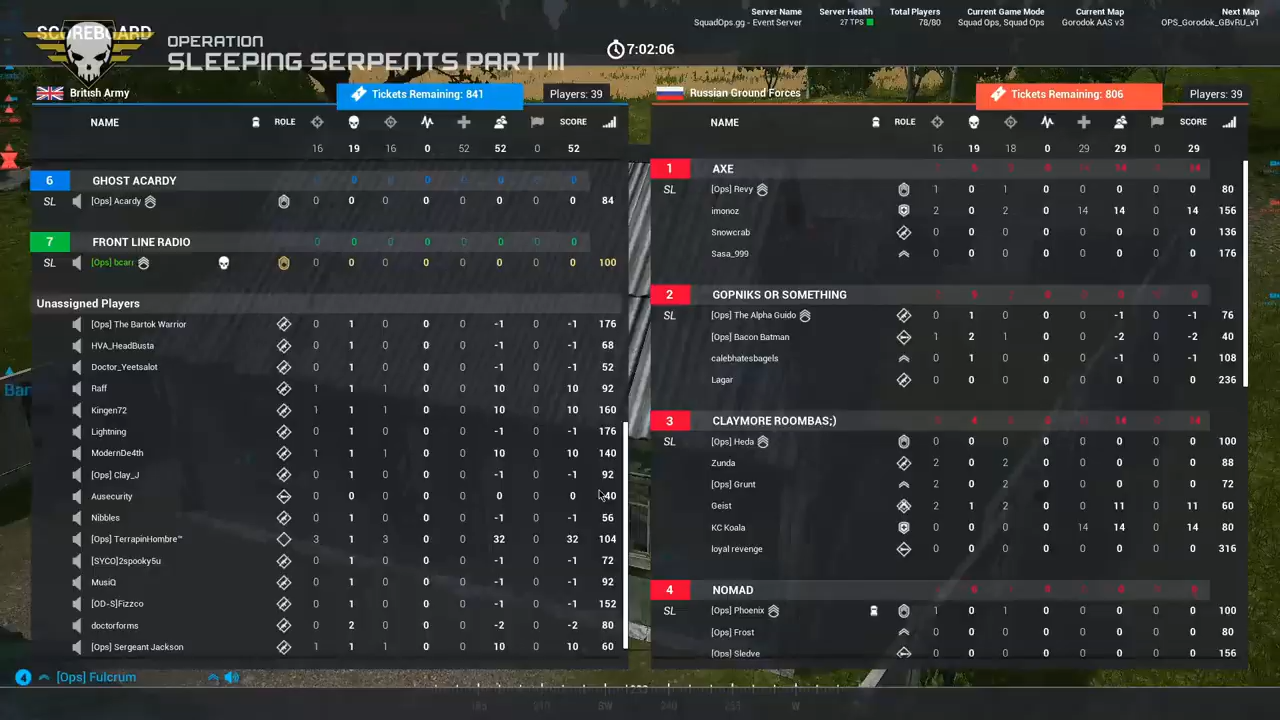 Server Name
SquadOps.gg - Event Server
Server Health
27 TPS
Total Players
78/80
Current Game Mode
Squad Ops, Squad Ops
Current Map
Gorodok AAS v3
Next Map
OPS_Gorodok_GBvRU_v1
SCOREBOARD
OPERATION
SLEEPING SERPENTS PART III
7:02:06
British Army
Tickets Remaining: 841
Players: 39
NAME ROLE SCORE
16 19 16 0 52 52 0 52
6 GHOST ACARDY 0 0 0 0 0 0 0
SL [Ops] Acardy 0 0 0 0 0 0 0 0 84
7 FRONT LINE RADIO 0 0 0 0 0 0 0 0
SL [Ops] bcarr 0 0 0 0 0 0 0 0 100
Unassigned Players
[Ops] The Bartok Warrior 0 1 0 0 0 -1 0 -1 176
HVA_HeadBusta 0 1 0 0 0 -1 0 -1 68
Doctor_Yeetsalot 0 1 0 0 0 -1 0 -1 52
Raff 1 1 1 0 0 10 0 10 92
Kingen72 1 1 1 0 0 10 0 10 160
Lightning 0 1 0 0 0 -1 0 -1 176
ModernDe4th 1 1 1 0 0 10 0 10 140
[Ops] Clay_J 0 1 0 0 0 -1 0 -1 92
Ausecurity 0 0 0 0 0 0 0 0 40
Nibbles 0 1 0 0 0 -1 0 -1 56
[Ops] TerrapinHombre™ 3 1 3 0 0 32 0 32 104
[SYCO]2spooky5u 0 1 0 0 0 -1 0 -1 72
MusiQ 0 1 0 0 0 -1 0 -1 92
[OD-S]Fizzco 0 1 0 0 0 -1 0 -1 152
doctorforms 0 2 0 0 0 -2 0 -2 80
[Ops] Sergeant Jackson 1 1 1 0 0 10 0 10 60
4 [Ops] Fulcrum
Russian Ground Forces
Tickets Remaining: 806
Players: 39
NAME ROLE SCORE
16 19 18 0 29 29 0 29
1 AXE
SL [Ops] Revy 1 0 1 0 0 0 0 0 80
imonoz 2 0 2 0 14 14 0 14 156
Snowcrab 0 0 0 0 0 0 0 0 136
Sasa_999 0 0 0 0 0 0 0 0 176
2 GOPNIKS OR SOMETHING
SL [Ops] The Alpha Guido 0 1 0 0 0 -1 0 -1 76
[Ops] Bacon Batman 1 2 1 0 0 -2 0 -2 40
calebhatesbagels 0 1 0 0 0 -1 0 -1 108
Lagar 0 0 0 0 0 0 0 0 236
3 CLAYMORE ROOMBAS;)
SL [Ops] Heda 0 0 0 0 0 0 0 0 100
Zunda 2 0 2 0 0 0 0 0 88
[Ops] Grunt 2 0 2 0 0 0 0 0 72
Geist 2 1 2 0 0 11 0 11 60
KC Koala 0 0 0 0 14 14 0 14 80
loyal revenge 0 0 0 0 0 0 0 0 316
4 NOMAD
SL [Ops] Phoenix 1 0 1 0 0 0 0 0 100
[Ops] Frost 0 0 0 0 0 0 0 0 80
[Ops] Sledve 0 0 0 0 0 0 0 0 156
SW
240
W